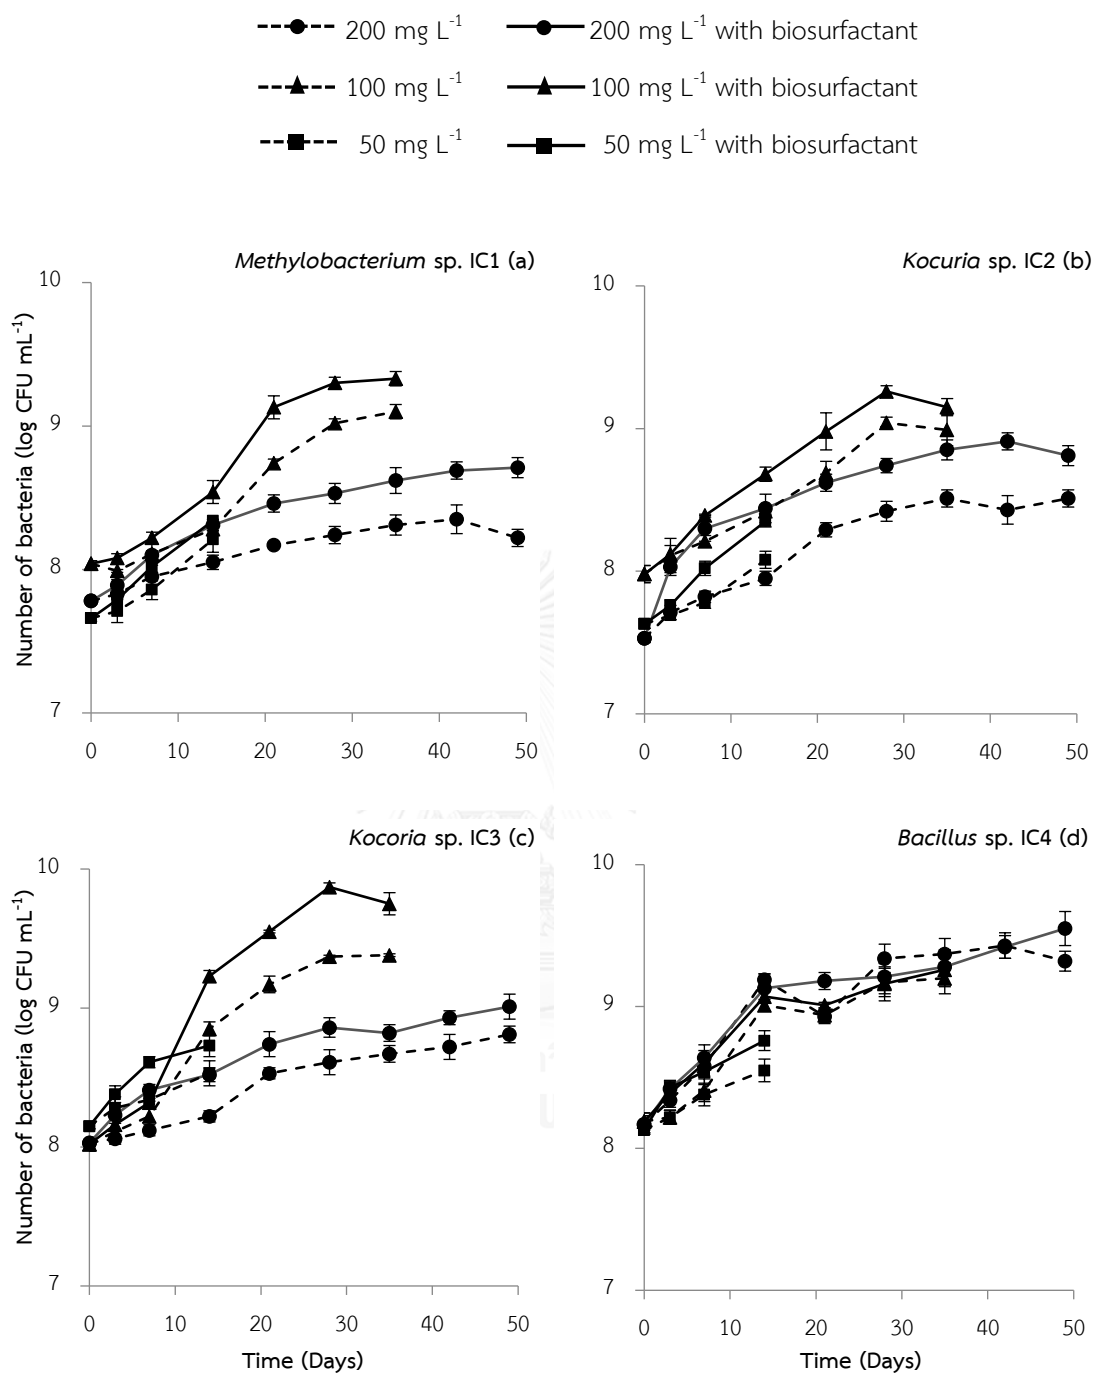 200 mg L⁻¹ 200 mg L⁻¹ with biosurfactant
100 mg L⁻¹ 100 mg L⁻¹ with biosurfactant
50 mg L⁻¹ 50 mg L⁻¹ with biosurfactant
Methylobacterium sp. IC1 (a)
Number of bacteria (log CFU mL⁻¹)
10
9
8
7
0 10 20 30 40 50
Kocuria sp. IC2 (b)
10
9
8
7
0 10 20 30 40 50
Kocoria sp. IC3 (c)
Number of bacteria (log CFU mL⁻¹)
10
9
8
7
0 10 20 30 40 50
Time (Days)
Bacillus sp. IC4 (d)
10
9
8
7
0 10 20 30 40 50
Time (Days)